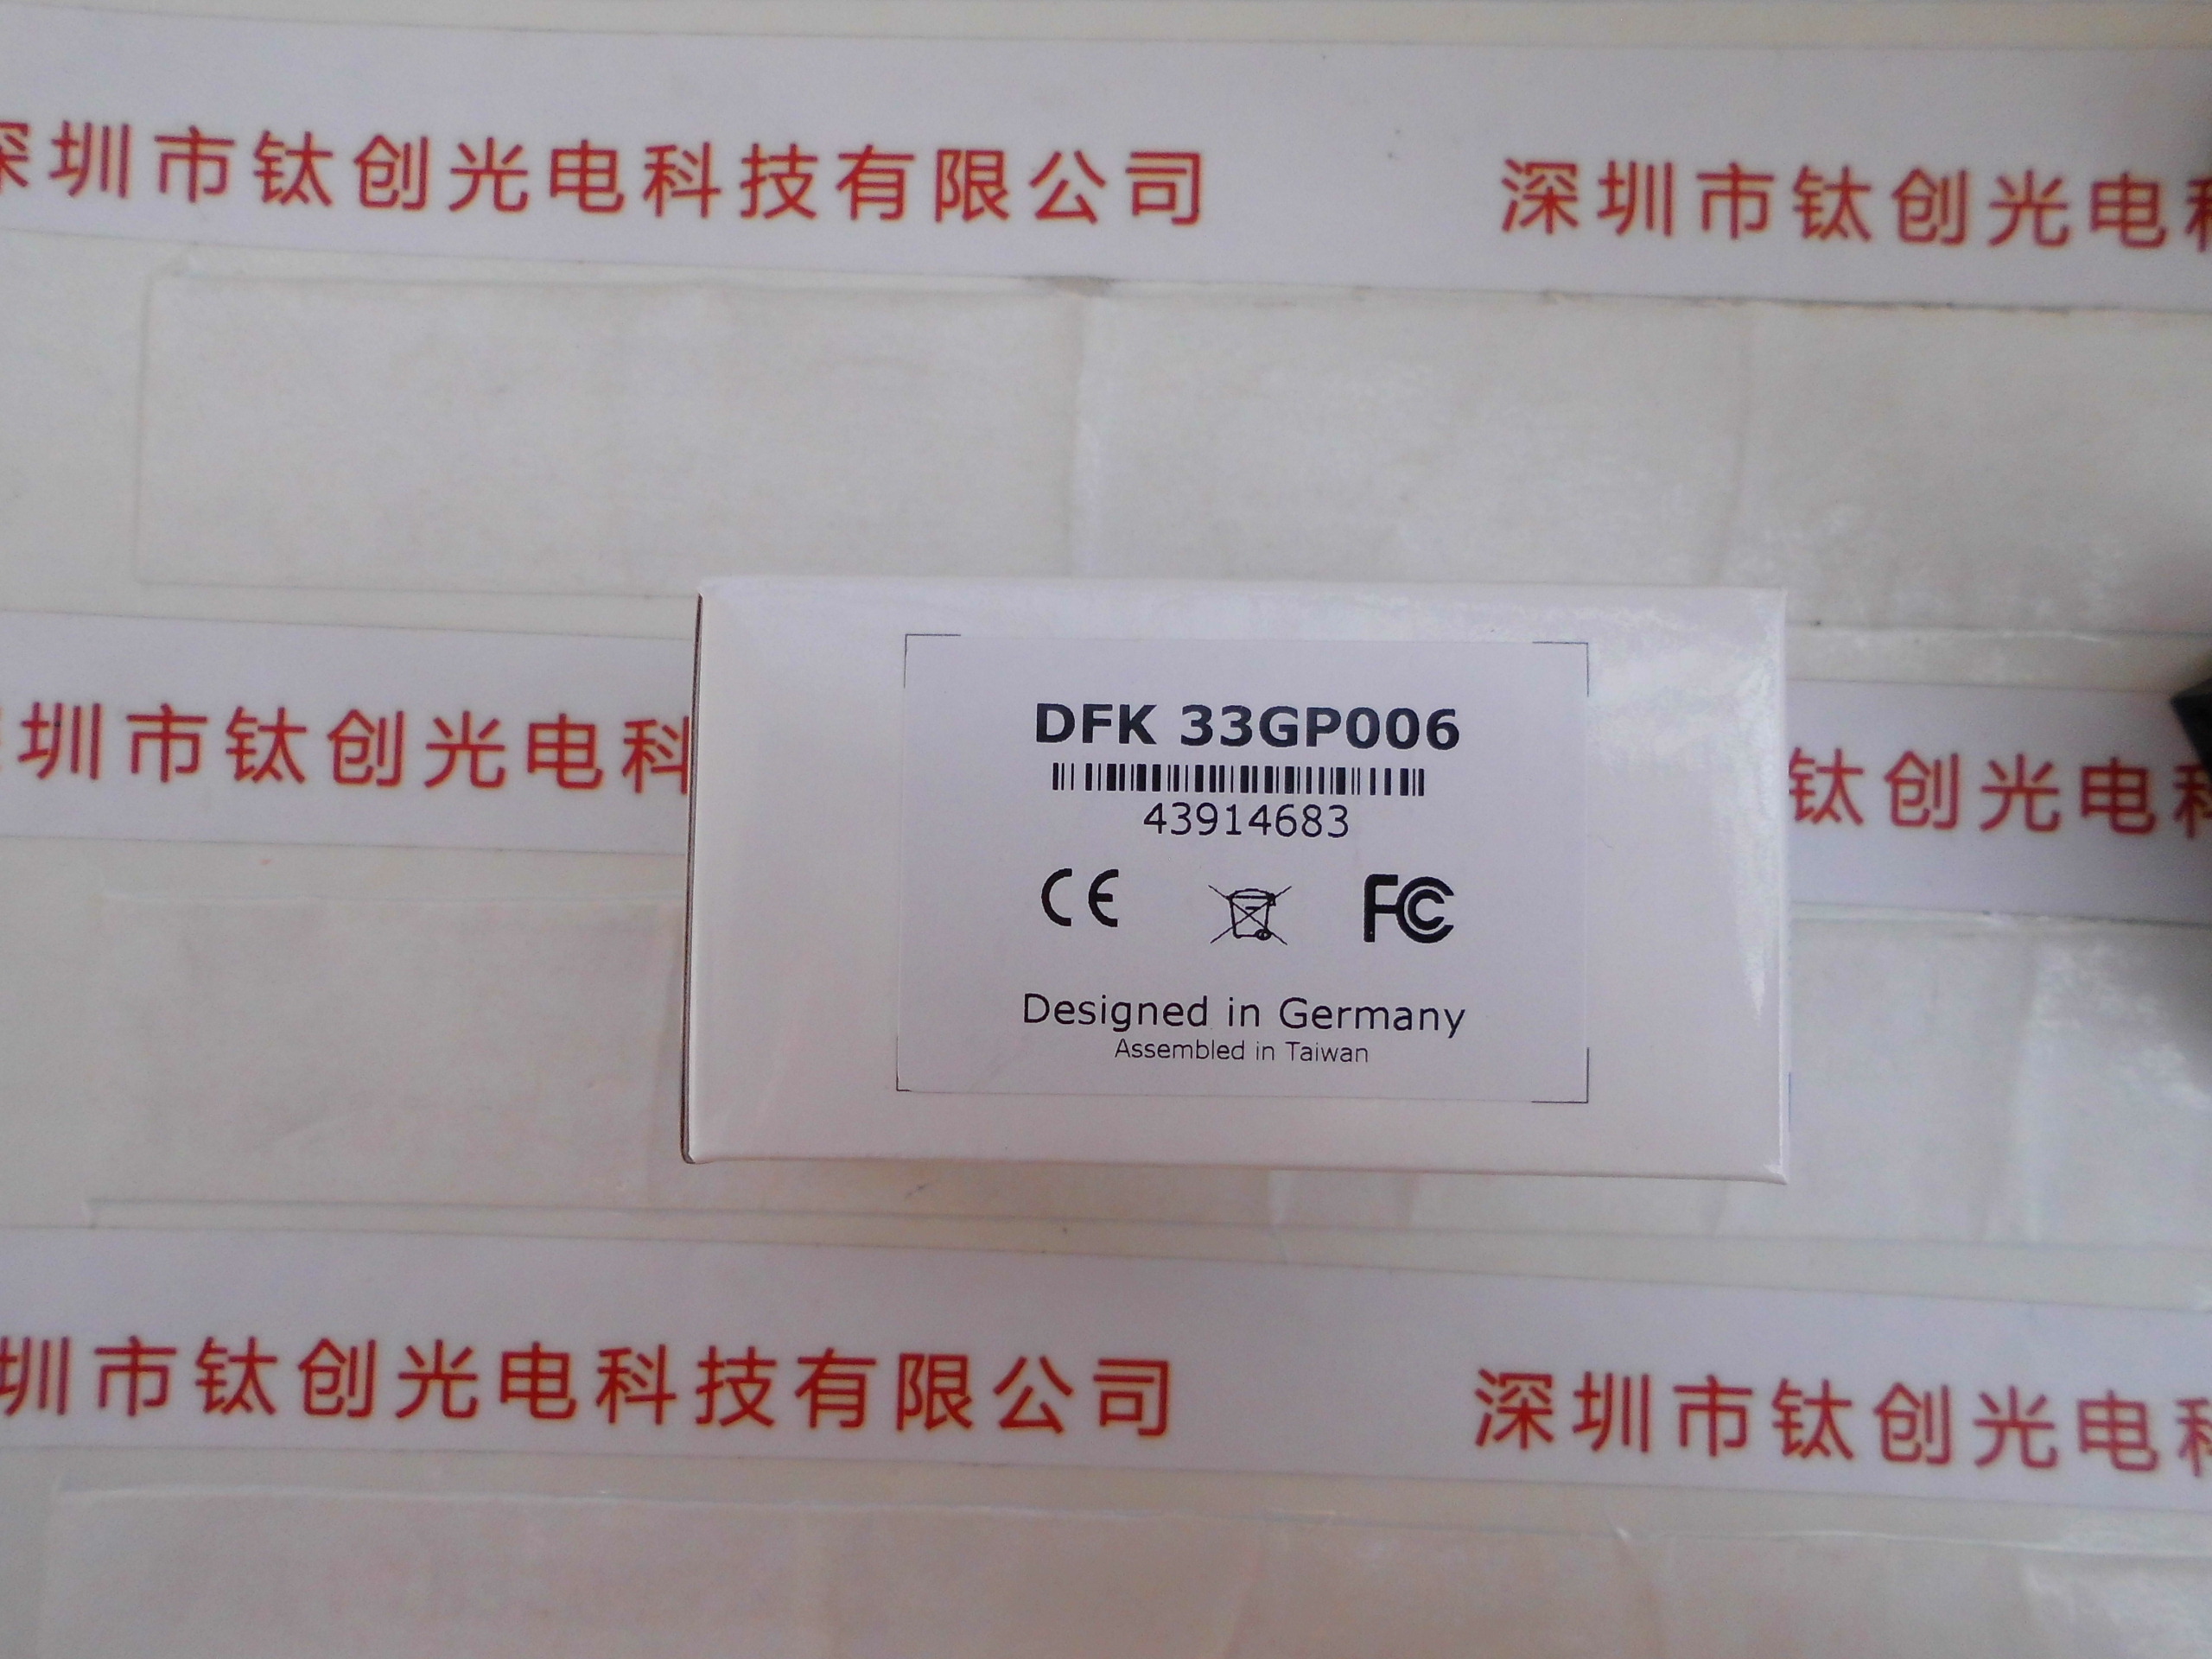 深圳市钛创光电科技有限公司 深圳市钛创光电
圳市钛创光电科 钛创光电
DFK 33GP006
43914683
CE FC
Designed in Germany
Assembled in Taiwan
圳市钛创光电科技有限公司 深圳市钛创光电